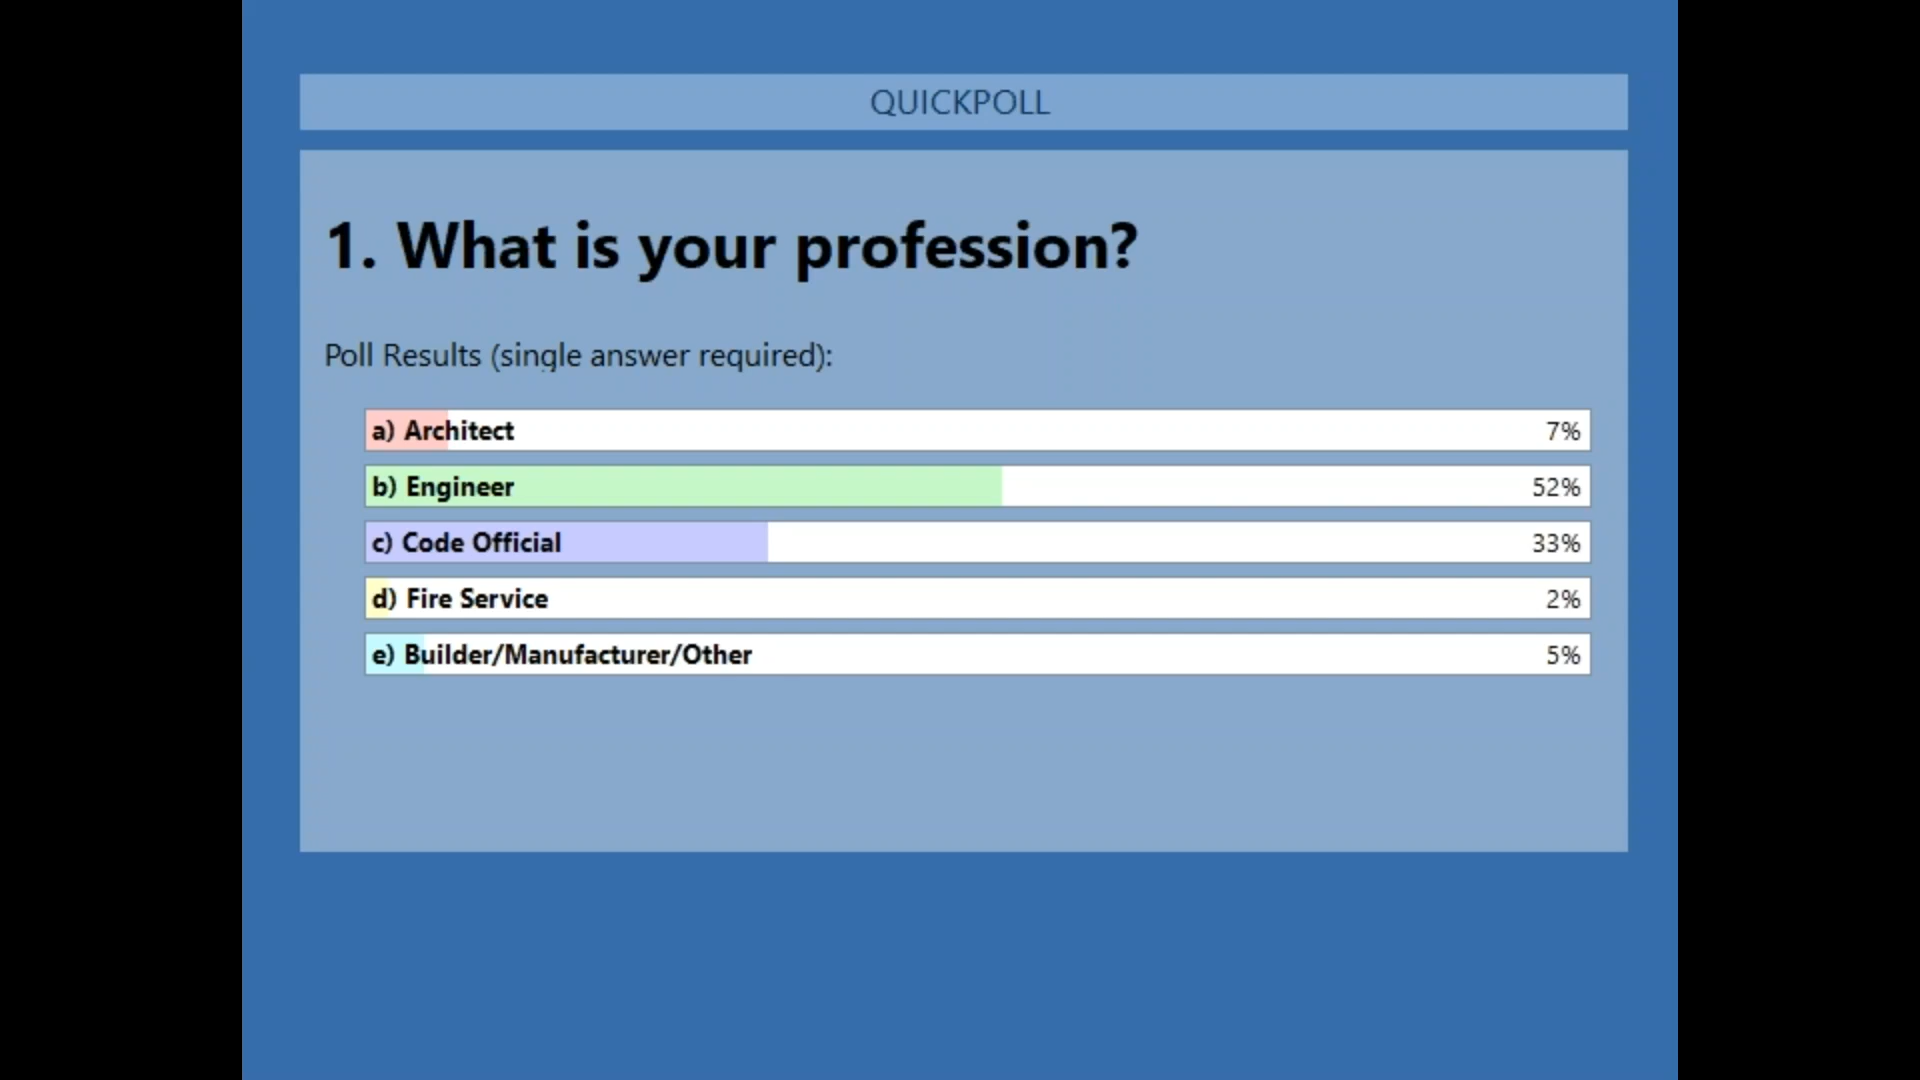 QUICKPOLL
1. What is your profession?
Poll Results (single answer required):
a) Architect 7%
b) Engineer 52%
c) Code Official 33%
d) Fire Service 2%
e) Builder/Manufacturer/Other 5%